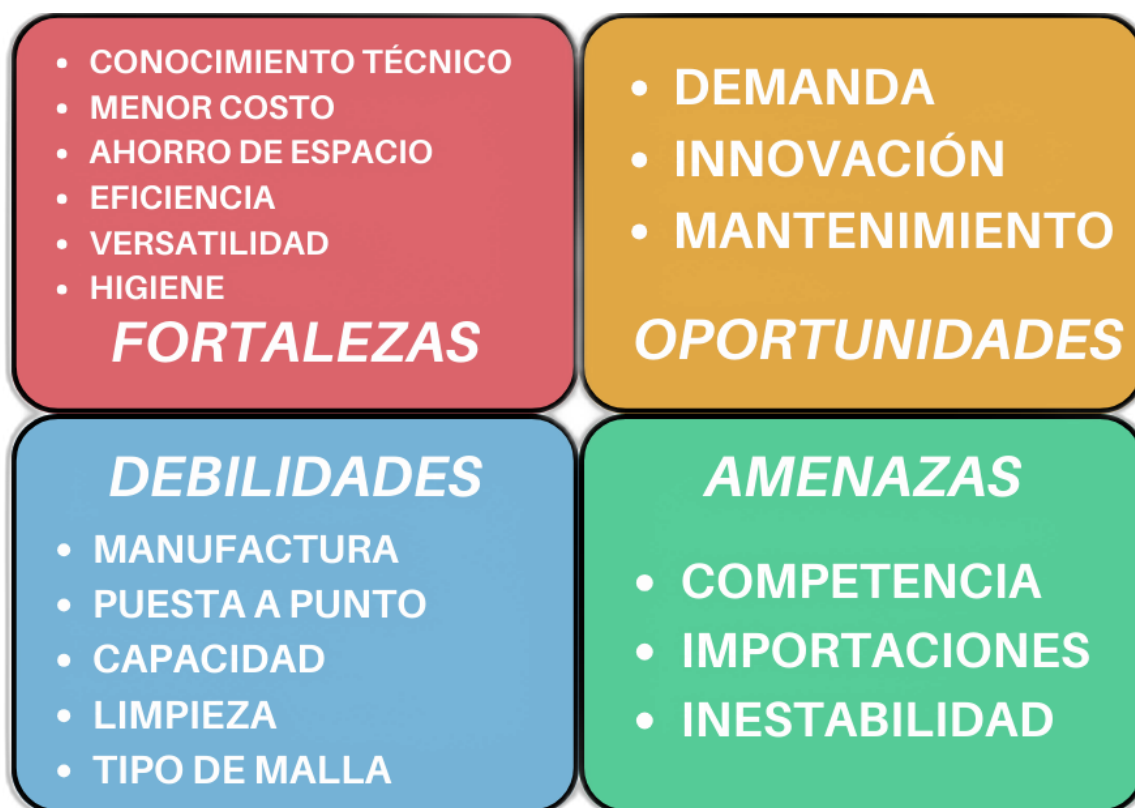 • CONOCIMIENTO TÉCNICO
• MENOR COSTO
• AHORRO DE ESPACIO
• EFICIENCIA
• VERSATILIDAD
• HIGIENE
FORTALEZAS
• DEMANDA
• INNOVACIÓN
• MANTENIMIENTO
OPORTUNIDADES
DEBILIDADES
• MANUFACTURA
• PUESTA A PUNTO
• CAPACIDAD
• LIMPIEZA
• TIPO DE MALLA
AMENAZAS
• COMPETENCIA
• IMPORTACIONES
• INESTABILIDAD